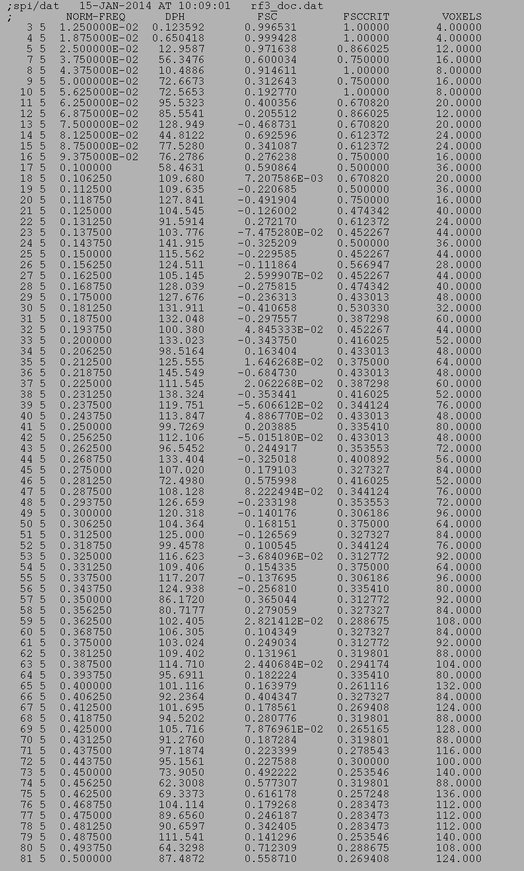 ;spi/dat   15-JAN-2014 AT 10:09:01   rf3_doc.dat
;        NORM-FREQ       DPH          FSC          FSCCRIT       VOXELS
3 5 1.250000E-02 0.123592 0.996531 1.00000 4.00000
4 5 1.875000E-02 0.650418 0.999428 1.00000 4.00000
5 5 2.500000E-02 12.9587 0.971638 0.866025 12.0000
7 5 3.750000E-02 56.3476 0.600034 0.750000 16.0000
8 5 4.375000E-02 10.4886 0.914611 1.00000 8.00000
9 5 5.000000E-02 72.6673 0.312643 0.750000 16.0000
10 5 5.625000E-02 72.5653 0.192770 1.00000 8.00000
11 5 6.250000E-02 95.5323 0.400356 0.670820 20.0000
12 5 6.875000E-02 85.5541 0.205512 0.866025 12.0000
13 5 7.500000E-02 128.949 -0.468731 0.670820 20.0000
14 5 8.125000E-02 44.8122 0.692596 0.612372 24.0000
15 5 8.750000E-02 77.5280 0.341087 0.612372 24.0000
16 5 9.375000E-02 76.2786 0.276238 0.750000 16.0000
17 5 0.100000 58.4631 0.590864 0.500000 36.0000
18 5 0.106250 109.680 7.207586E-03 0.670820 20.0000
19 5 0.112500 109.635 -0.220685 0.500000 36.0000
20 5 0.118750 127.841 -0.491904 0.750000 16.0000
21 5 0.125000 104.545 -0.126002 0.474342 40.0000
22 5 0.131250 91.5914 0.272170 0.612372 24.0000
23 5 0.137500 103.776 -7.475280E-02 0.452267 44.0000
24 5 0.143750 141.915 -0.325209 0.500000 36.0000
25 5 0.150000 115.562 -0.229585 0.452267 44.0000
26 5 0.156250 124.511 -0.111864 0.566947 28.0000
27 5 0.162500 105.145 2.599907E-02 0.452267 44.0000
28 5 0.168750 128.039 -0.275815 0.474342 40.0000
29 5 0.175000 127.676 -0.236313 0.433013 48.0000
30 5 0.181250 131.911 -0.410658 0.530330 32.0000
31 5 0.187500 132.048 -0.297557 0.387298 60.0000
32 5 0.193750 100.380 4.845333E-02 0.452267 44.0000
33 5 0.200000 133.023 -0.343750 0.416025 52.0000
34 5 0.206250 98.5164 0.163404 0.433013 48.0000
35 5 0.212500 125.555 1.646268E-02 0.375000 64.0000
36 5 0.218750 145.549 -0.684730 0.433013 48.0000
37 5 0.225000 111.545 2.062268E-02 0.387298 60.0000
38 5 0.231250 138.324 -0.353441 0.416025 52.0000
39 5 0.237500 119.751 -5.606612E-02 0.344124 76.0000
40 5 0.243750 113.847 4.886770E-02 0.433013 48.0000
41 5 0.250000 99.7269 0.203885 0.335410 80.0000
42 5 0.256250 112.106 -5.015180E-02 0.433013 48.0000
43 5 0.262500 96.5452 0.244917 0.353553 72.0000
44 5 0.268750 133.404 -0.325018 0.400892 56.0000
45 5 0.275000 107.020 0.179103 0.327327 84.0000
46 5 0.281250 72.4980 0.575998 0.416025 52.0000
47 5 0.287500 108.128 8.222494E-02 0.344124 76.0000
48 5 0.293750 126.659 -0.233198 0.353553 72.0000
49 5 0.300000 120.318 -0.140176 0.306186 96.0000
50 5 0.306250 104.364 0.168151 0.375000 64.0000
51 5 0.312500 125.000 -0.126569 0.327327 84.0000
52 5 0.318750 99.4578 0.100545 0.344124 76.0000
53 5 0.325000 116.623 -3.684096E-02 0.312772 92.0000
54 5 0.331250 109.406 0.154335 0.375000 64.0000
55 5 0.337500 117.207 -0.137695 0.306186 96.0000
56 5 0.343750 124.938 -0.256810 0.335410 80.0000
57 5 0.350000 86.1720 0.365044 0.312772 92.0000
58 5 0.356250 80.7177 0.279059 0.327327 84.0000
59 5 0.362500 102.405 2.821412E-02 0.288675 108.000
60 5 0.368750 106.305 0.104349 0.327327 84.0000
61 5 0.375000 103.024 0.249034 0.312772 92.0000
62 5 0.381250 109.402 0.131961 0.319801 88.0000
63 5 0.387500 114.710 2.440684E-02 0.294174 104.000
64 5 0.393750 95.6911 0.182224 0.335410 80.0000
65 5 0.400000 101.116 0.163979 0.261116 132.000
66 5 0.406250 92.2364 0.404347 0.327327 84.0000
67 5 0.412500 101.695 0.178561 0.269408 124.000
68 5 0.418750 94.5202 0.280776 0.319801 88.0000
69 5 0.425000 105.716 7.876961E-02 0.265165 128.000
70 5 0.431250 91.2760 0.187284 0.319801 88.0000
71 5 0.437500 97.1874 0.223399 0.278543 116.000
72 5 0.443750 95.1561 0.227588 0.300000 100.000
73 5 0.450000 73.9050 0.492222 0.253546 140.000
74 5 0.456250 62.3008 0.577307 0.319801 88.0000
75 5 0.462500 69.3373 0.616178 0.257248 136.000
76 5 0.468750 104.114 0.179268 0.283473 112.000
77 5 0.475000 89.6560 0.246187 0.283473 112.000
78 5 0.481250 90.6597 0.342405 0.283473 112.000
79 5 0.487500 111.541 0.141296 0.253546 140.000
80 5 0.493750 64.3298 0.712309 0.288675 108.000
81 5 0.500000 87.4872 0.558710 0.269408 124.000